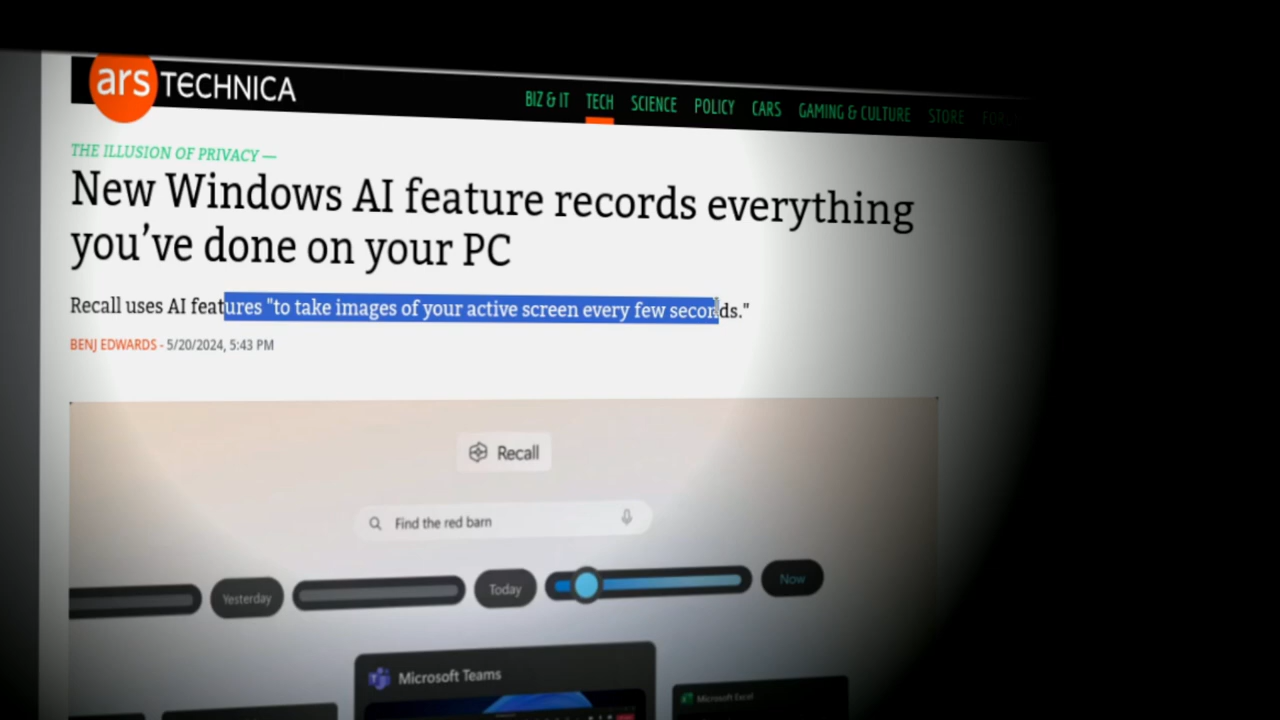 ars TECHNICA
BIZ & IT TECH SCIENCE POLICY CARS GAMING & CULTURE STORE
THE ILLUSION OF PRIVACY —
New Windows AI feature records everything
you've done on your PC
Recall uses AI features "to take images of your active screen every few seconds."
BENJ EDWARDS - 5/20/2024, 5:43 PM
Recall
Find the red barn
Yesterday Today Now
Microsoft Teams
Microsoft Excel